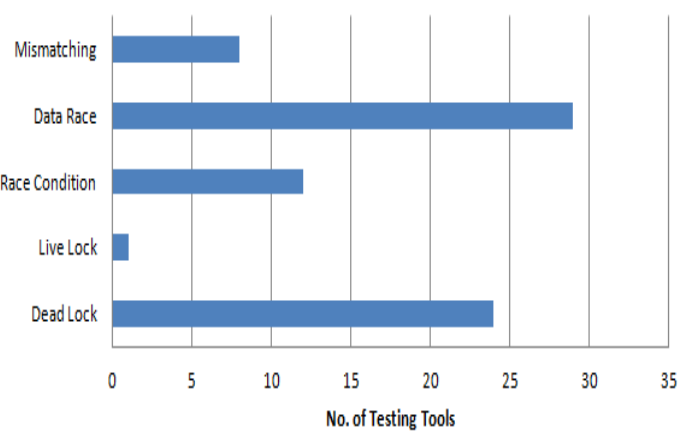 Mismatching
Data Race
Race Condition
Live Lock
Dead Lock
0 5 10 15 20 25 30 35
No. of Testing Tools